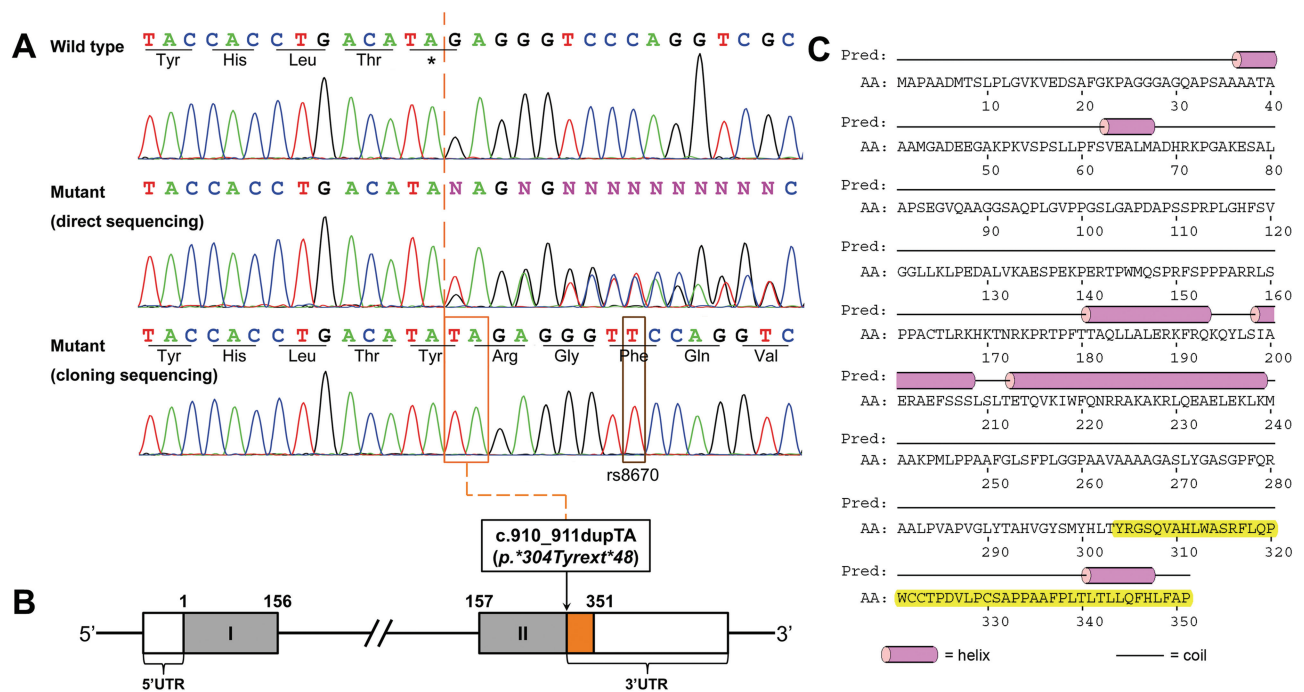 A
Wild type
T A C C A C C T G A C A T A G A G G G T C C C A G G T C G C
Tyr His Leu Thr *
Mutant
(direct sequencing)
T A C C A C C T G A C A T A N A G N G N N N N N N N N N N C
Mutant
(cloning sequencing)
T A C C A C C T G A C A T A T A G A G G G T T C C A G G T C
Tyr His Leu Thr Tyr Arg Gly Phe Gln Val
rs8670
c.910_911dupTA
(p.*304Tyrext*48)
B
1 156 157 351
5’ I II 3’
5'UTR 3'UTR
C
Pred:
AA: MAPAADMTSLPLGVKVEDSAFGKPAGGGAGQAPSAAAATA
10 20 30 40
Pred:
AA: AAMGADEEGAKPKVSPSLLPFSVEALMADHRKPGAKESAL
50 60 70 80
Pred:
AA: APSEGVQAAGGSAQPLGVPPGSLGAPDAPSSPRPLGHFSV
90 100 110 120
Pred:
AA: GGLLKLPEDALVKAESPEKPERTPWMQSPRFSPPPARRLS
130 140 150 160
Pred:
AA: PPACTLRKHKTNRKPRTPFTTAQLLALERKFRQKQYLSIA
170 180 190 200
Pred:
AA: ERAEFSSSLSLTETQVKIWFQNRRAKAKRLQEAELEKLKM
210 220 230 240
Pred:
AA: AAKPMLPPAAFGLSFPLGGPAAVAAAAGASLYGASGPFQR
250 260 270 280
Pred:
AA: AALPVAPVGLYTAHVGYSMYHLTYRGSQVAHLWASRFLQP
290 300 310 320
Pred:
AA: WCCTPDVLPCSAPPAAFPLTLTLLQFHLFAP
330 340 350
= helix = coil